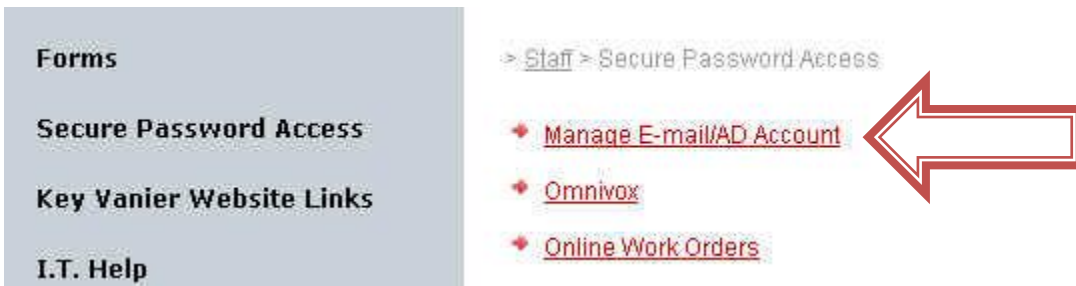 Forms
Secure Password Access
Key Vanier Website Links
I.T. Help
> Staff > Secure Password Access
Manage E-mail/AD Account
Omnivox
Online Work Orders